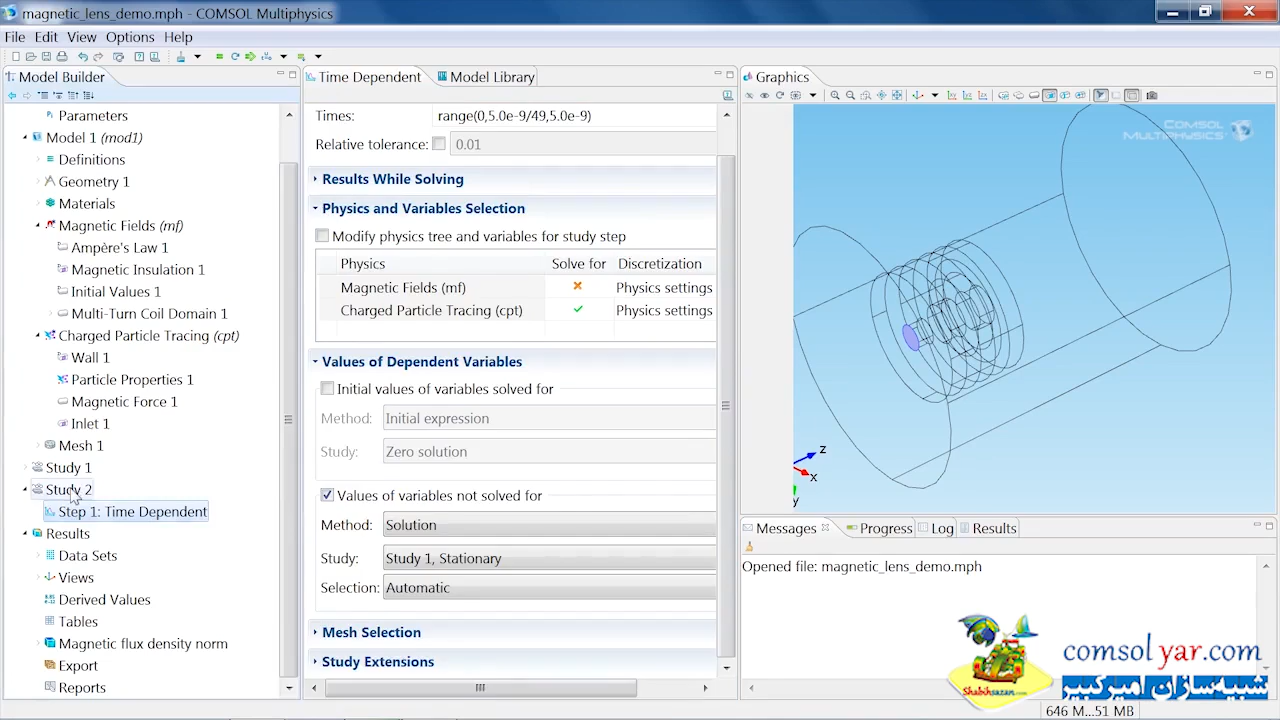 magnetic_lens_demo.mph - COMSOL Multiphysics
File Edit View Options Help
Model Builder
Parameters
Model 1 (mod1)
Definitions
Geometry 1
Materials
Magnetic Fields (mf)
Ampère's Law 1
Magnetic Insulation 1
Initial Values 1
Multi-Turn Coil Domain 1
Charged Particle Tracing (cpt)
Wall 1
Particle Properties 1
Magnetic Force 1
Inlet 1
Mesh 1
Study 1
Study 2
Step 1: Time Dependent
Results
Data Sets
Views
Derived Values
Tables
Magnetic flux density norm
Export
Reports
Time Dependent Model Library
Times: range(0,5.0e-9/49,5.0e-9)
Relative tolerance: 0.01
Results While Solving
Physics and Variables Selection
Modify physics tree and variables for study step
Physics Solve for Discretization
Magnetic Fields (mf) Physics settings
Charged Particle Tracing (cpt) Physics settings
Values of Dependent Variables
Initial values of variables solved for
Method: Initial expression
Study: Zero solution
Values of variables not solved for
Method: Solution
Study: Study 1, Stationary
Selection: Automatic
Mesh Selection
Study Extensions
Graphics
COMSOL
MULTIPHYSICS
z
x
y
Messages Progress Log Results
Opened file: magnetic_lens_demo.mph
Shabihsazan.com
comsolyar.com
شبیه‌سازان امیرکبیر
646 M...51 MB